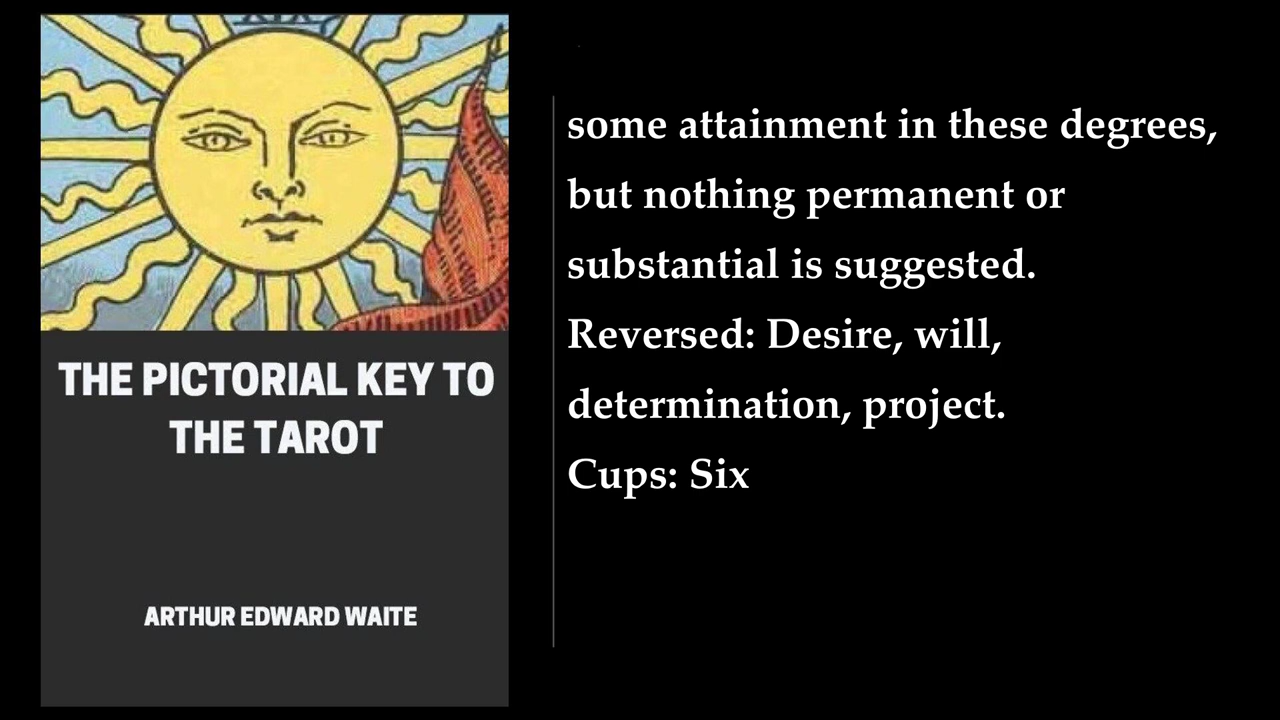 XIX
THE PICTORIAL KEY TO
THE TAROT
ARTHUR EDWARD WAITE
some attainment in these degrees,
but nothing permanent or
substantial is suggested.
Reversed: Desire, will,
determination, project.
Cups: Six